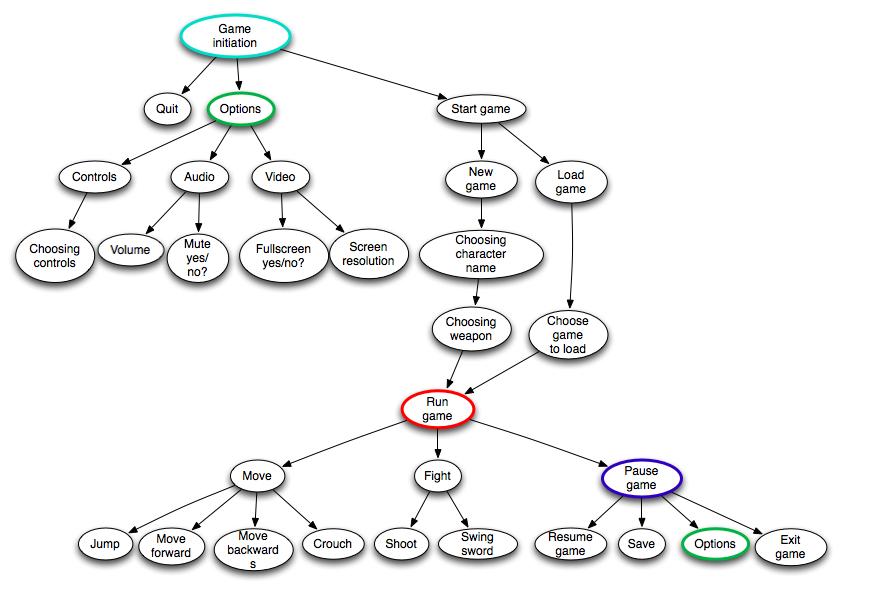 Game
initiation
Quit
Options
Start game
Controls
Audio
Video
New
game
Load
game
Choosing
controls
Volume
Mute
yes/
no?
Fullscreen
yes/no?
Screen
resolution
Choosing
character
name
Choosing
weapon
Choose
game
to load
Run
game
Move
Fight
Pause
game
Jump
Move
forward
Move
backward
s
Crouch
Shoot
Swing
sword
Resume
game
Save
Options
Exit
game